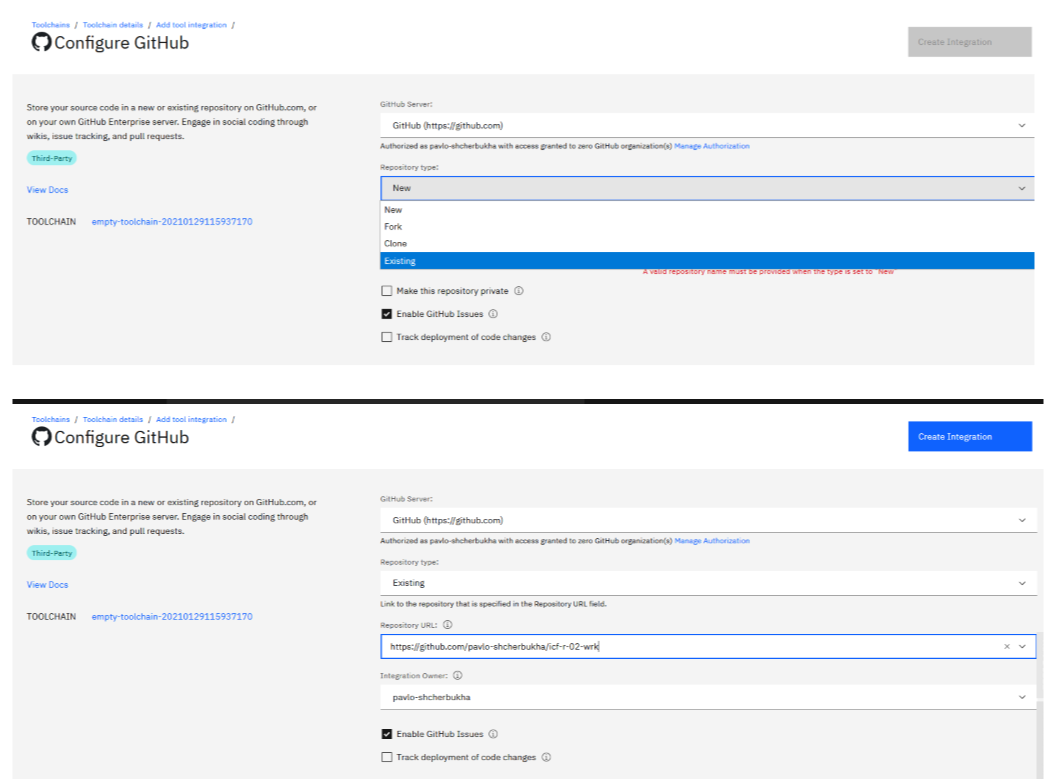 Toolchains / Toolchain details / Add tool integration /
Configure GitHub
Create Integration
Store your source code in a new or existing repository on GitHub.com, or
on your own GitHub Enterprise server. Engage in social coding through
wikis, issue tracking, and pull requests.
Third-Party
View Docs
TOOLCHAIN empty-toolchain-20210129115937170
GitHub Server:
GitHub (https://github.com)
Authorized as pavlo-shcherbukha with access granted to zero GitHub organization(s) Manage Authorization
Repository type:
New
New
Fork
Clone
Existing
A valid repository name must be provided when the type is set to "New"
Make this repository private
Enable GitHub Issues
Track deployment of code changes
Toolchains / Toolchain details / Add tool integration /
Configure GitHub
Create Integration
Store your source code in a new or existing repository on GitHub.com, or
on your own GitHub Enterprise server. Engage in social coding through
wikis, issue tracking, and pull requests.
Third-Party
View Docs
TOOLCHAIN empty-toolchain-20210129115937170
GitHub Server:
GitHub (https://github.com)
Authorized as pavlo-shcherbukha with access granted to zero GitHub organization(s) Manage Authorization
Repository type:
Existing
Link to the repository that is specified in the Repository URL field.
Repository URL:
https://github.com/pavlo-shcherbukha/icf-r-02-wrk
Integration Owner:
pavlo-shcherbukha
Enable GitHub Issues
Track deployment of code changes